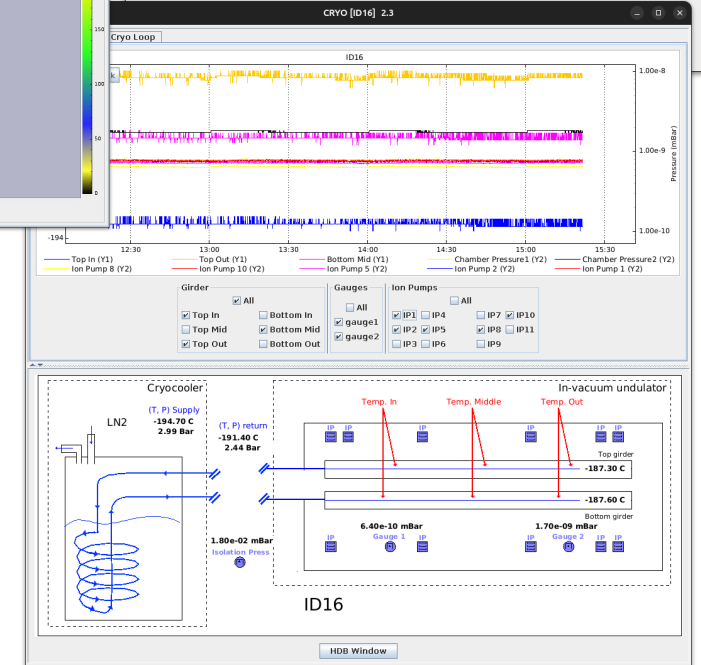 CRYO [ID16] 2.3
Cryo Loop
150
100
50
0
ID16
k
1.00e-8
1.00e-9
1.00e-10
Pressure (mBar)
-194
12:30 13:00 13:30 14:00 14:30 15:00 15:30
Top In (Y1) Top Out (Y1) Bottom Mid (Y1) Chamber Pressure1 (Y2) Chamber Pressure2 (Y2)
Ion Pump 8 (Y2) Ion Pump 10 (Y2) Ion Pump 5 (Y2) Ion Pump 2 (Y2) Ion Pump 1 (Y2)
Girder
All
Top In Bottom In
Top Mid Bottom Mid
Top Out Bottom Out
Gauges
All
gauge1
gauge2
Ion Pumps
All
IP1 IP4 IP7 IP10
IP2 IP5 IP8 IP11
IP3 IP6 IP9
Cryocooler
LN2
(T, P) Supply
-194.70 C
2.99 Bar
(T, P) return
-191.40 C
2.44 Bar
1.80e-02 mBar
Isolation Press
In-vacuum undulator
Temp. In Temp. Middle Temp. Out
IP IP IP IP IP IP
Top girder
-187.30 C
-187.60 C
Bottom girder
6.40e-10 mBar 1.70e-09 mBar
IP Gauge 1 IP IP Gauge 2 IP IP
ID16
HDB Window